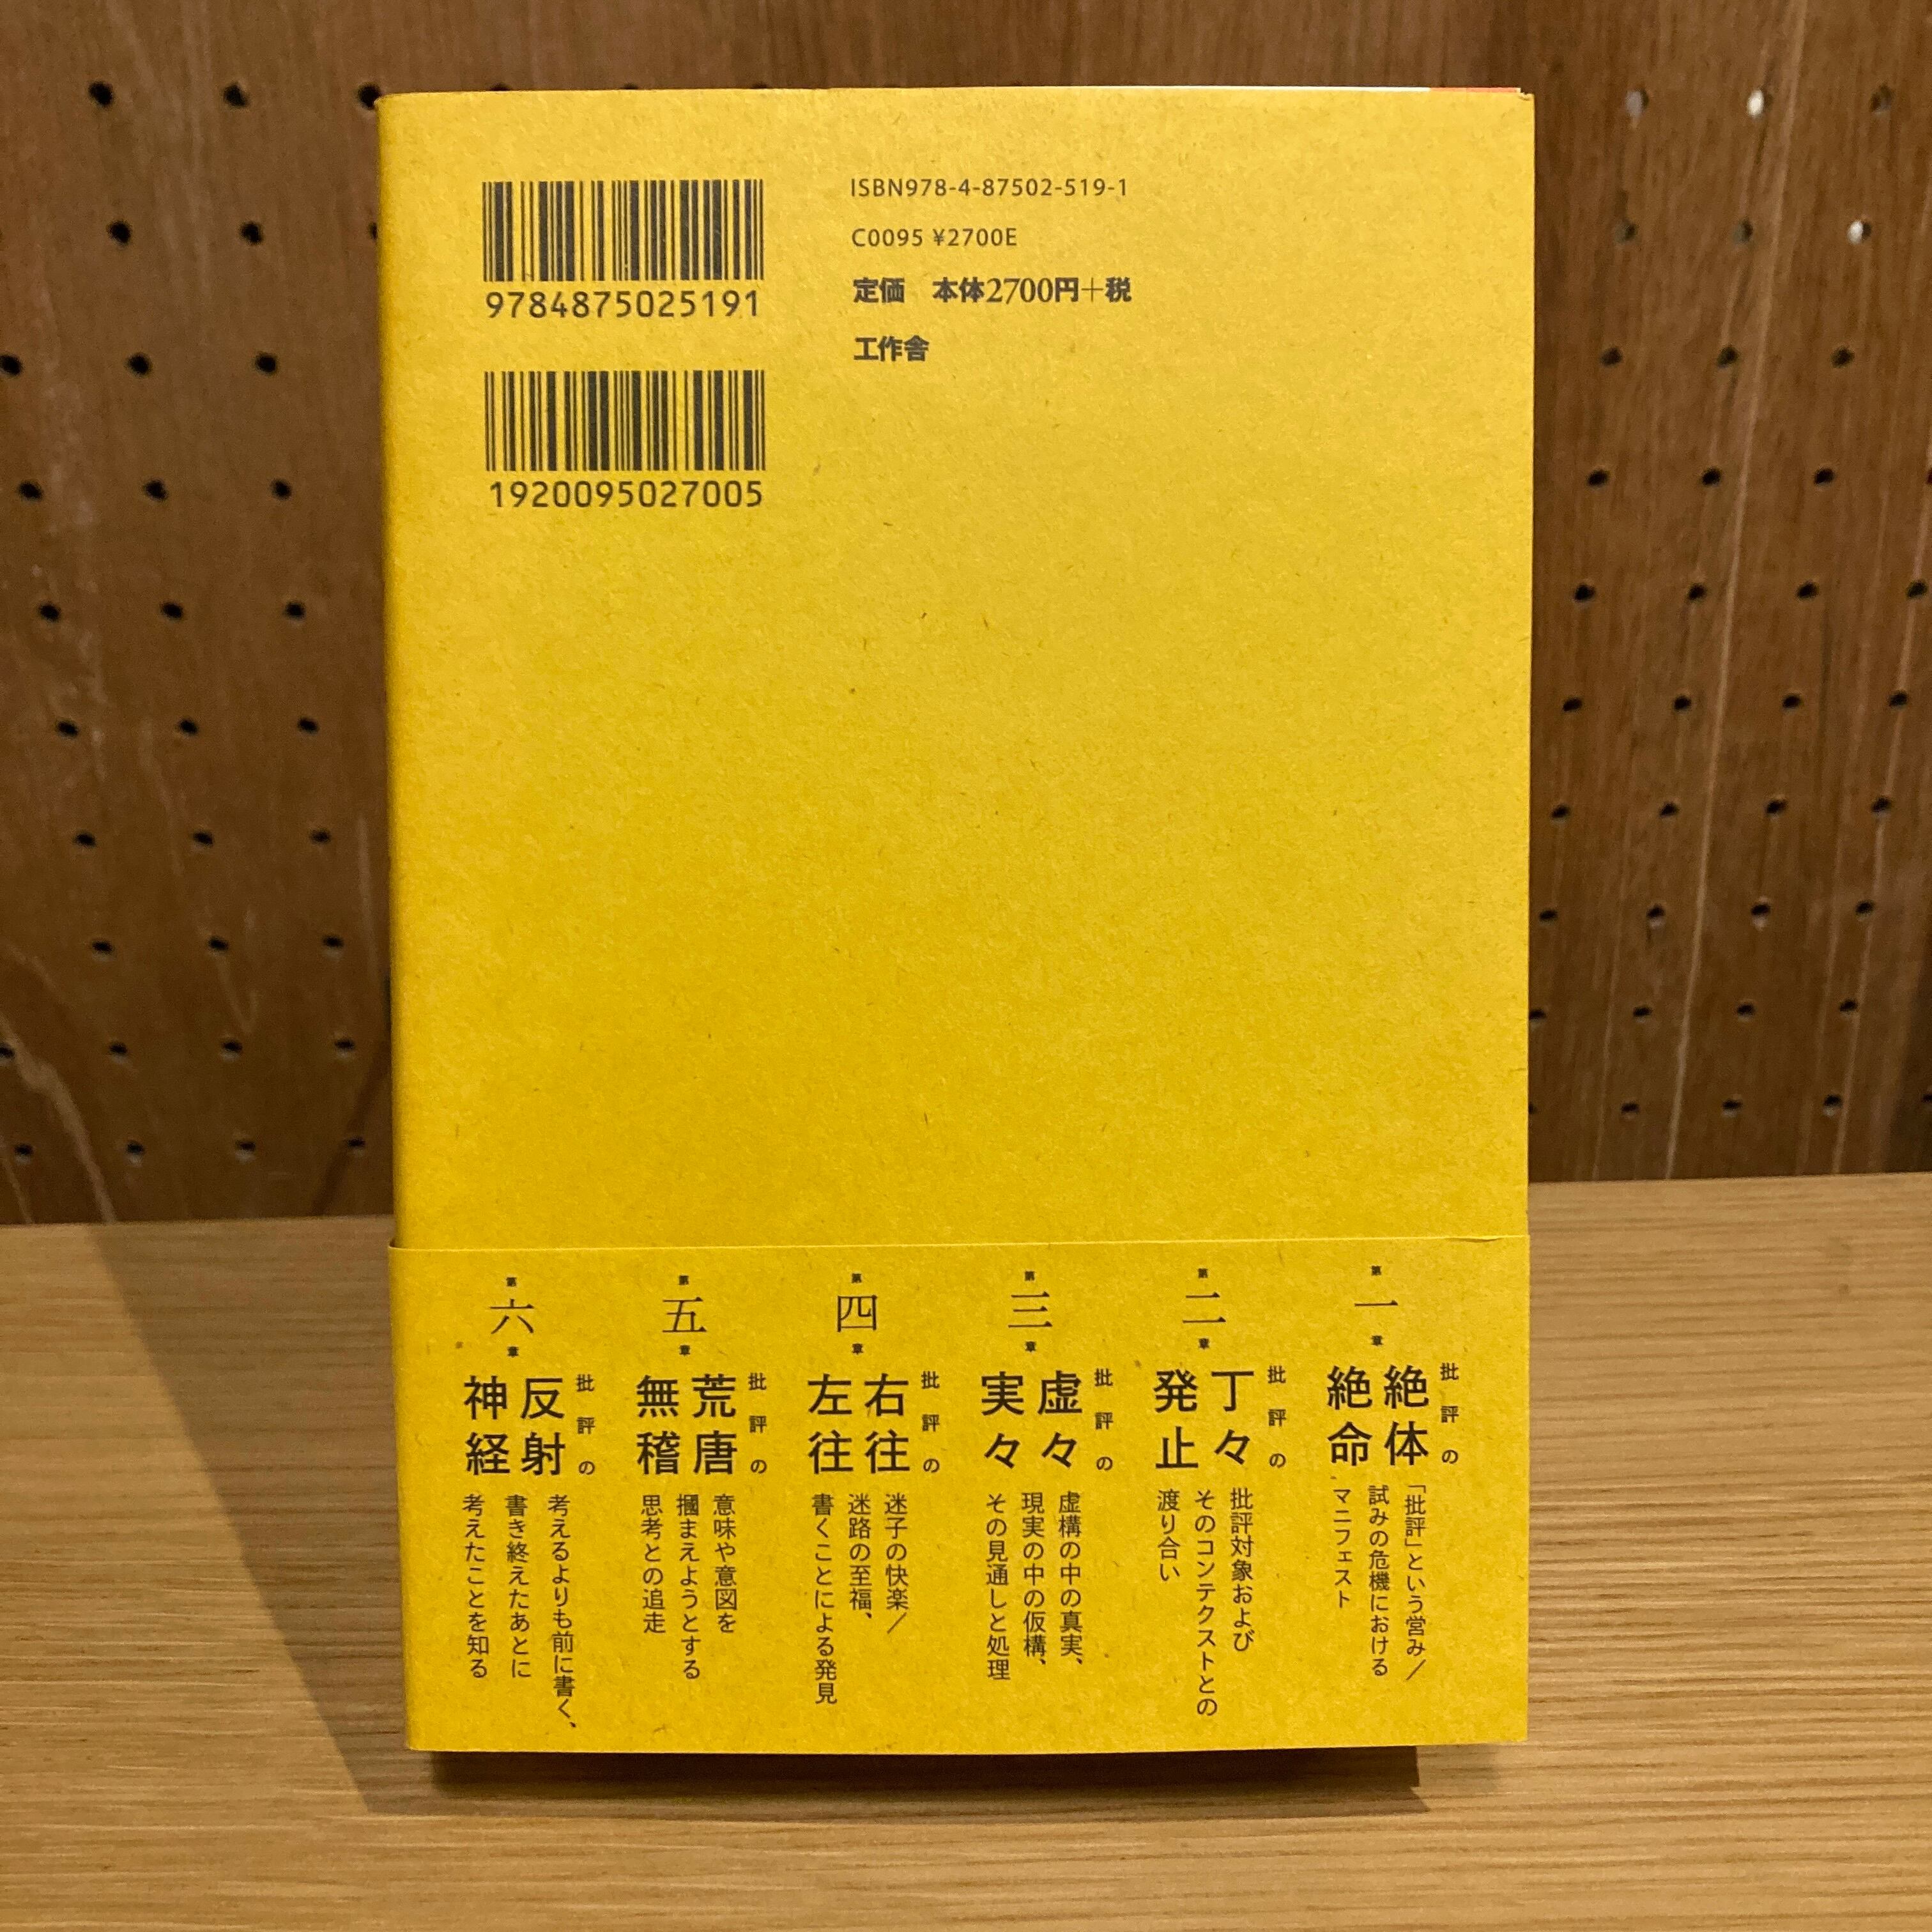 9784875025191
1920095027005
ISBN978-4-87502-519-1
C0095 ¥2700E
定価 本体2700円+税
工作舎
第一章
批評の
絶体
絶命
「批評」という営み/
試みの危機における
マニフェスト
第二章
批評の
丁々
発止
批評対象および
そのコンテクストとの
渡り合い
第三章
批評の
虚々
実々
虚構の中の真実、
現実の中の仮構、
その見通しと処理
第四章
批評の
右往
左往
迷子の快楽/
迷路の至福、
書くことによる発見
第五章
批評の
荒唐
無稽
意味や意図を
摑まえようとする
思考との追走
第六章
批評の
反射
神経
考えるよりも前に書く、
書き終えたあとに
考えたことを知る